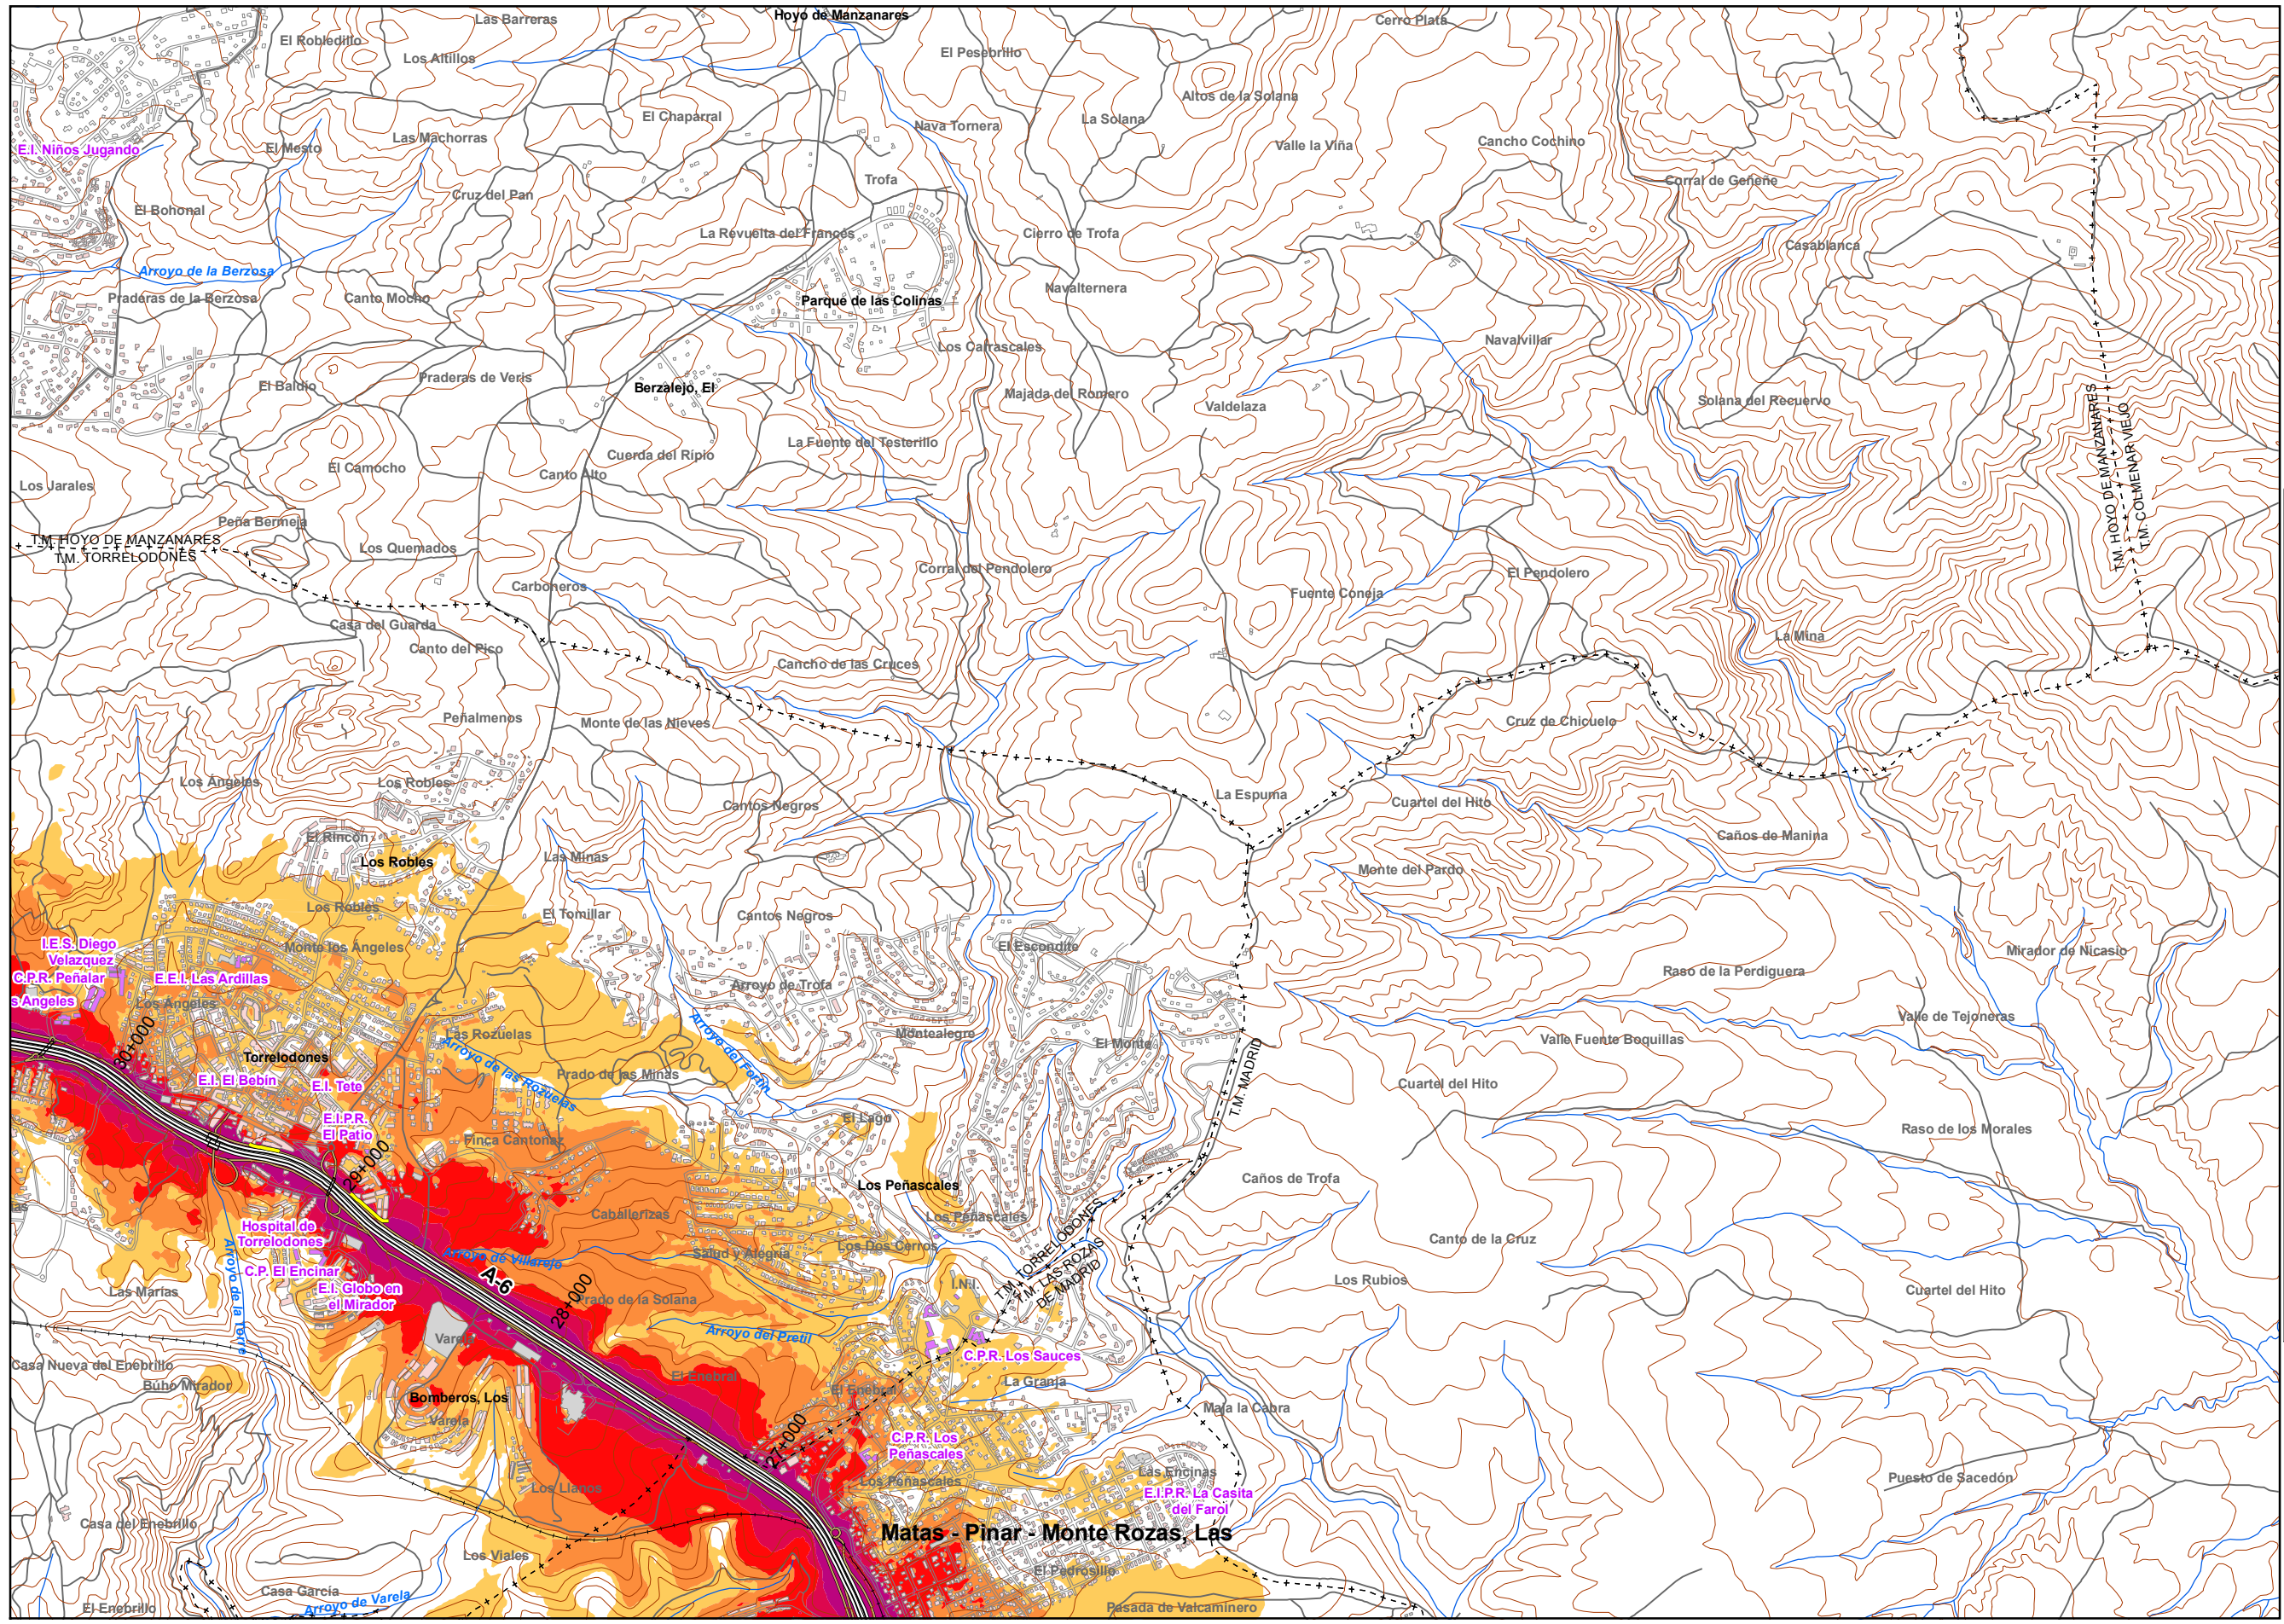 Hoyo de Manzanares
Las Barreras
Cerro Plata
El Robledillo
Los Altillos
El Pesebrillo
Altos de la Solana
El Chaparral
La Solana
Nava Tornera
Las Machorras
Cancho Cochino
Valle la Viña
El Mesto
E.I. Niños Jugando
Trofa
Corral de Geneñe
Cruz del Pan
El Bohonal
La Revuelta del Francés
Cierro de Trofa
Casablanca
Arroyo de la Berzosa
Praderas de la Berzosa
Canto Mocho
Parque de las Colinas
Navalternera
Navalvillar
Los Carrascales
Praderas de Veris
El Baldio
Berzalejo, El
Majada del Romero
Valdelaza
Solana del Recuervo
T.M. HOYO DE MANZANARES
T.M. COLMENAR VIEJO
La Fuente del Testerillo
Cuerda del Ripio
El Camocho
Canto Alto
Los Jarales
Peña Bermeja
T.M. HOYO DE MANZANARES
T.M. TORRELODONES
Los Quemados
Corral del Pendolero
El Pendolero
Carboneros
Fuente Coneja
Casa del Guarda
La Mina
Canto del Pico
Cancho de las Cruces
Peñalmenos
Monte de las Nieves
Cruz de Chicuelo
Los Ángeles
Los Robles
La Espuma
Cuartel del Hito
Cantos Negros
El Rincón
Caños de Manina
Los Robles
Las Minas
Monte del Pardo
Los Robles
El Tomillar
Cantos Negros
I.E.S. Diego
Velazquez
Monte los Ángeles
El Escondite
Mirador de Nicasio
C.P.R. Peñalar
E.E.I. Las Ardillas
Raso de la Perdiguera
Arroyo de Trofa
s Angeles
Los Angeles
Valle de Tejoneras
30+000
Las Rozuelas
Montealegre
El Monte
Valle Fuente Boquillas
Arroyo del Fortín
Torrelodones
Arroyo de las Rozuelas
Prado de las Minas
T.M. MADRID
E.I. El Bebín
E.I. Tete
Cuartel del Hito
E.I.P.R.
El Patio
El Lago
Raso de los Morales
Finca Cantonaz
29+000
Caños de Trofa
Los Peñascales
Caballerizas
Los Peñascales
Hospital de
Torrelodones
Los Dos Cerros
Canto de la Cruz
Arroyo de Villarejo
Salud y Alegría
T.M. TORRELODONES
T.M. LAS ROZAS
DE MADRID
C.P. El Encinar
A-6
Los Rubios
I.N.I.
Cuartel del Hito
Las Marias
E.I. Globo en
el Mirador
28+000
Prado de la Solana
Arroyo de la Torre
Arroyo del Pretil
Varela
C.P.R. Los Sauces
Casa Nueva del Enebrillo
El Enebral
La Granja
Búho Mirador
El Enebral
Bomberos, Los
Maja la Cabra
Varela
27+000
C.P.R. Los
Peñascales
Las Encinas
Los Peñascales
Puesto de Sacedón
Los Llanos
E.I.P.R. La Casita
del Farol
Casa del Enebrillo
Matas - Pinar - Monte Rozas, Las
Los Viales
El Pedrosillo
Casa García
Arroyo de Varela
El Enebrillo
Pasada de Valcaminero